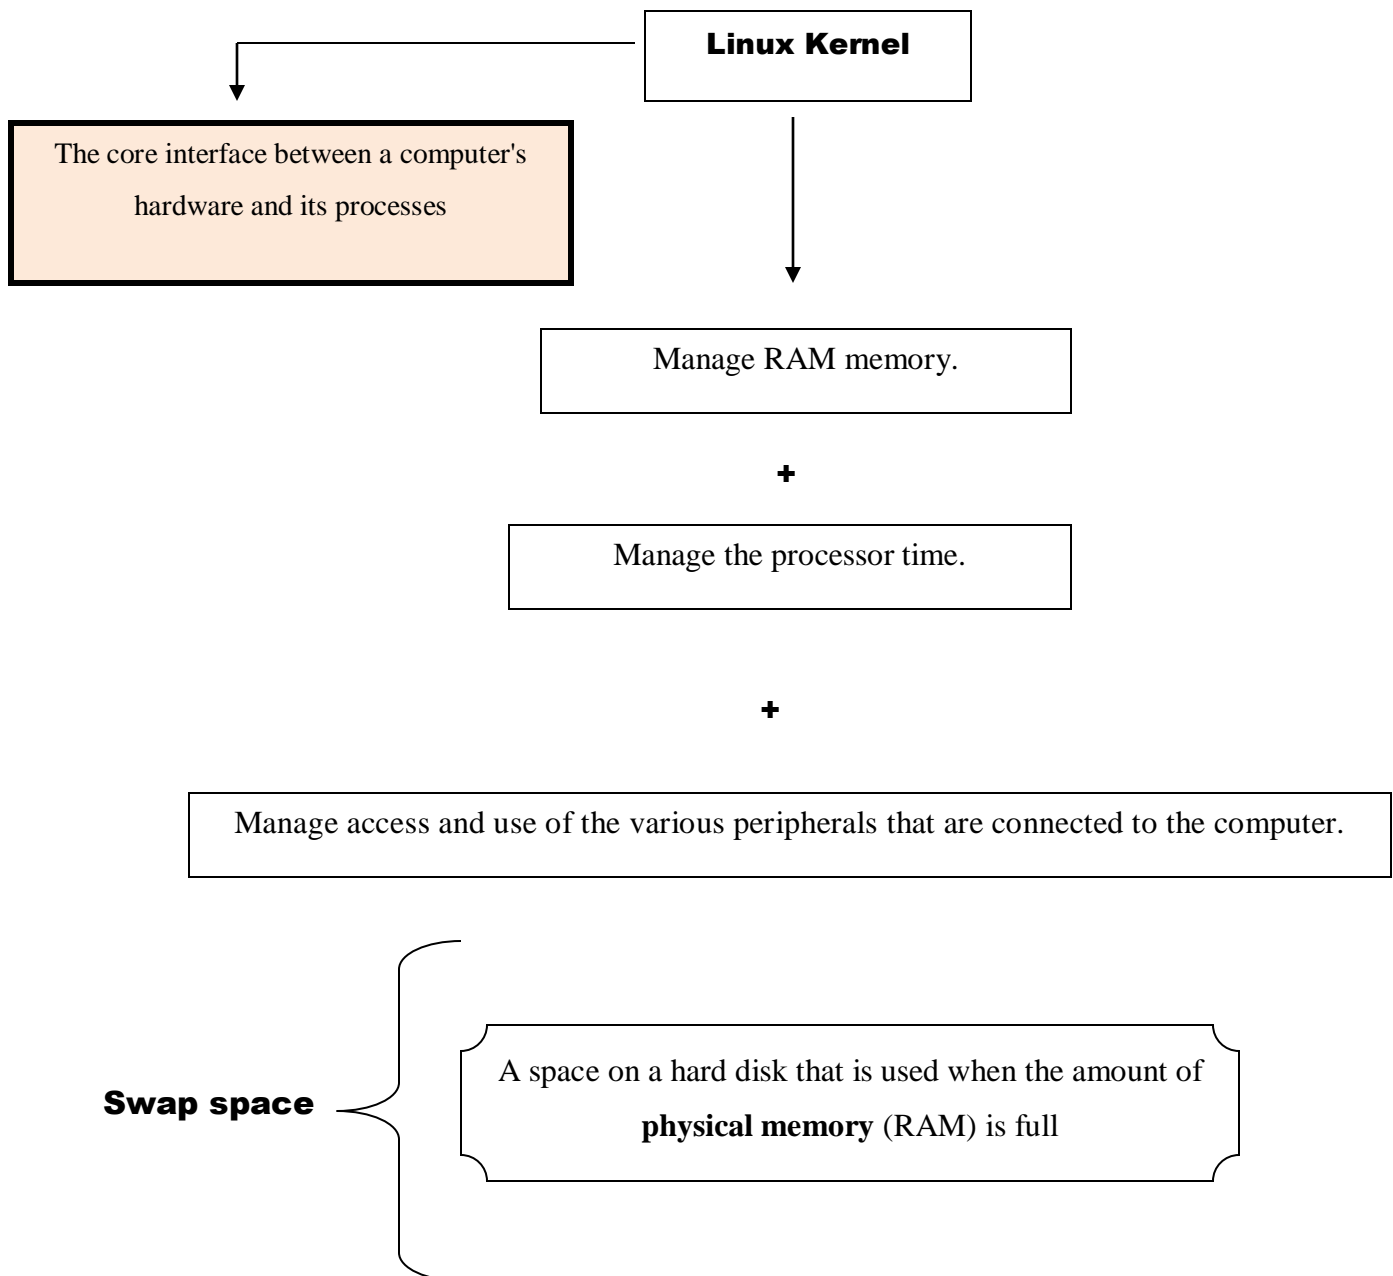 Linux Kernel
The core interface between a computer's
hardware and its processes
Manage RAM memory.
+
Manage the processor time.
+
Manage access and use of the various peripherals that are connected to the computer.
A space on a hard disk that is used when the amount of
Swap space
physical memory (RAM) is full